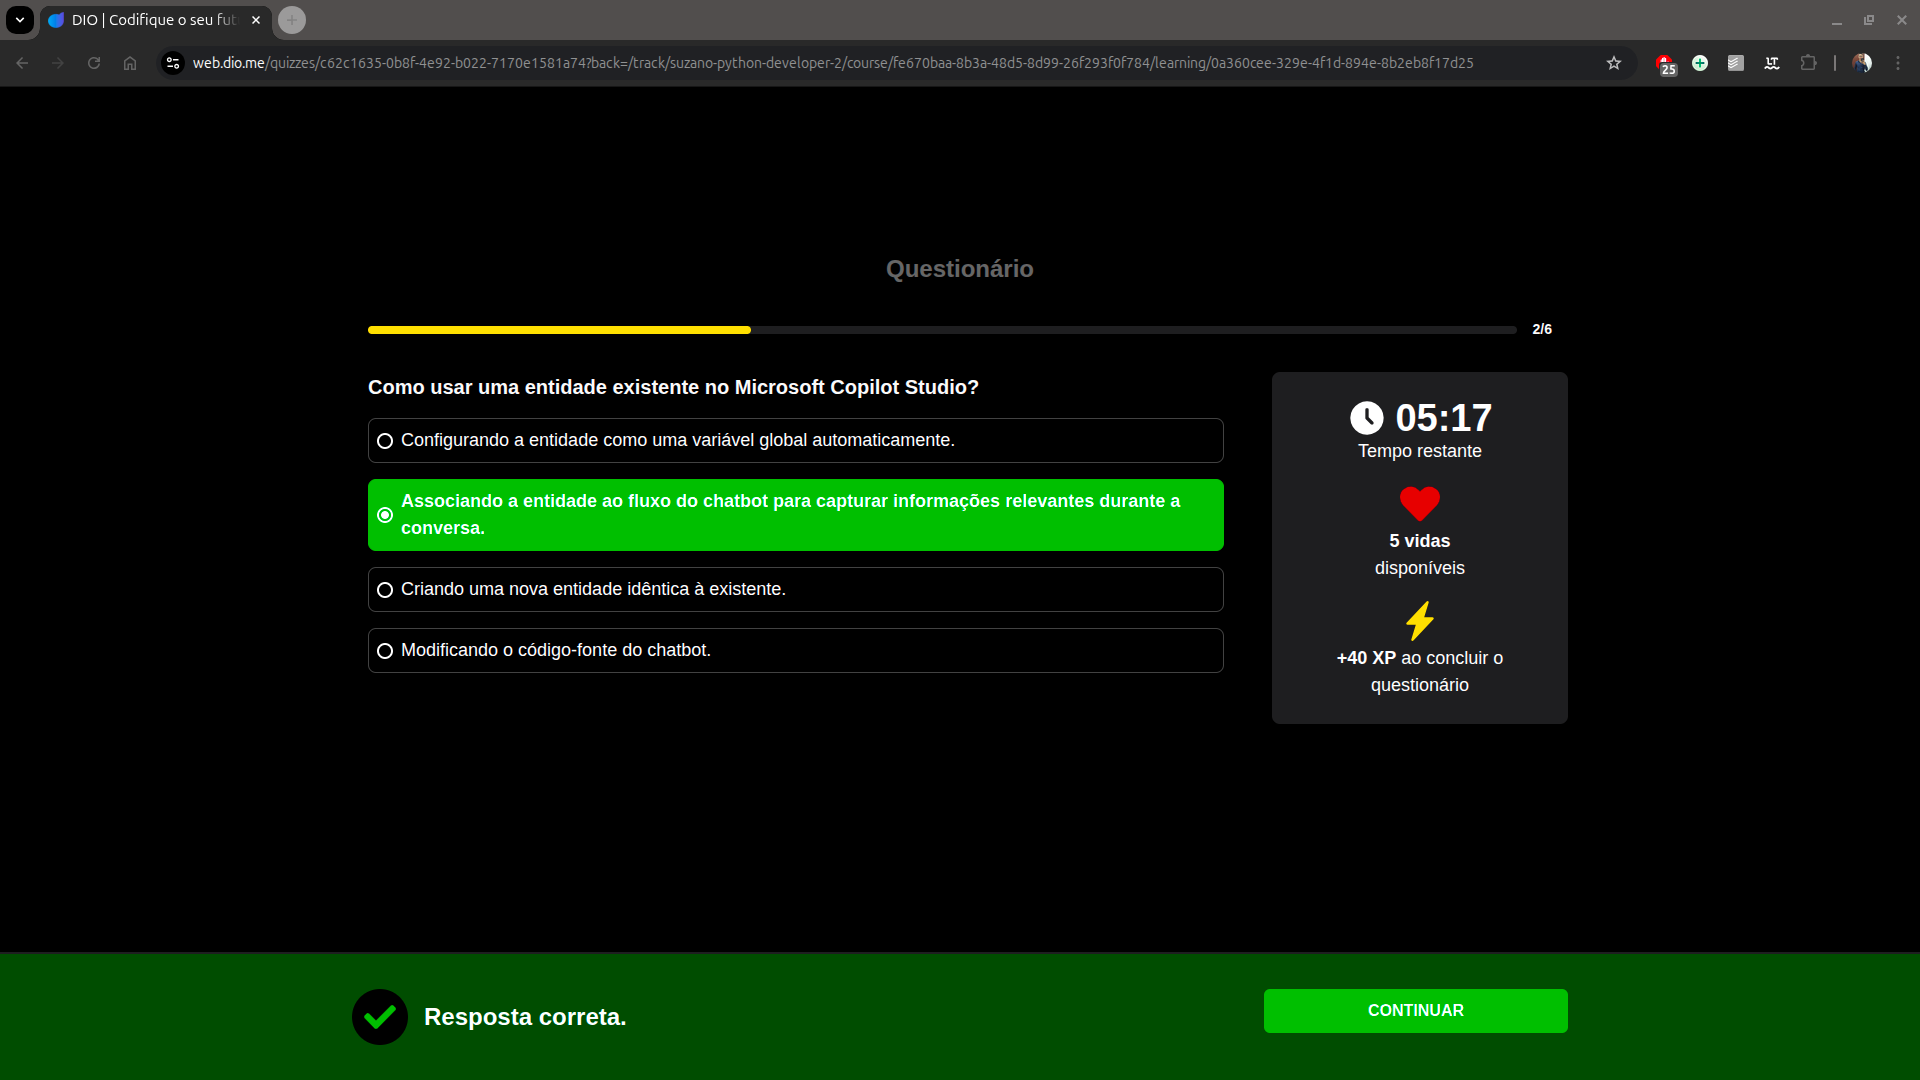 DIO | Codifique o seu fut
web.dio.me/quizzes/c62c1635-0b8f-4e92-b022-7170e1581a74?back=/track/suzano-python-developer-2/course/fe670baa-8b3a-48d5-8d99-26f293f0f784/learning/0a360cee-329e-4f1d-894e-8b2eb8f17d25
25
LT
Questionário
2/6
Como usar uma entidade existente no Microsoft Copilot Studio?
Configurando a entidade como uma variável global automaticamente.
Associando a entidade ao fluxo do chatbot para capturar informações relevantes durante a
conversa.
Criando uma nova entidade idêntica à existente.
Modificando o código-fonte do chatbot.
05:17
Tempo restante
5 vidas
disponíveis
+40 XP ao concluir o
questionário
Resposta correta.
CONTINUAR